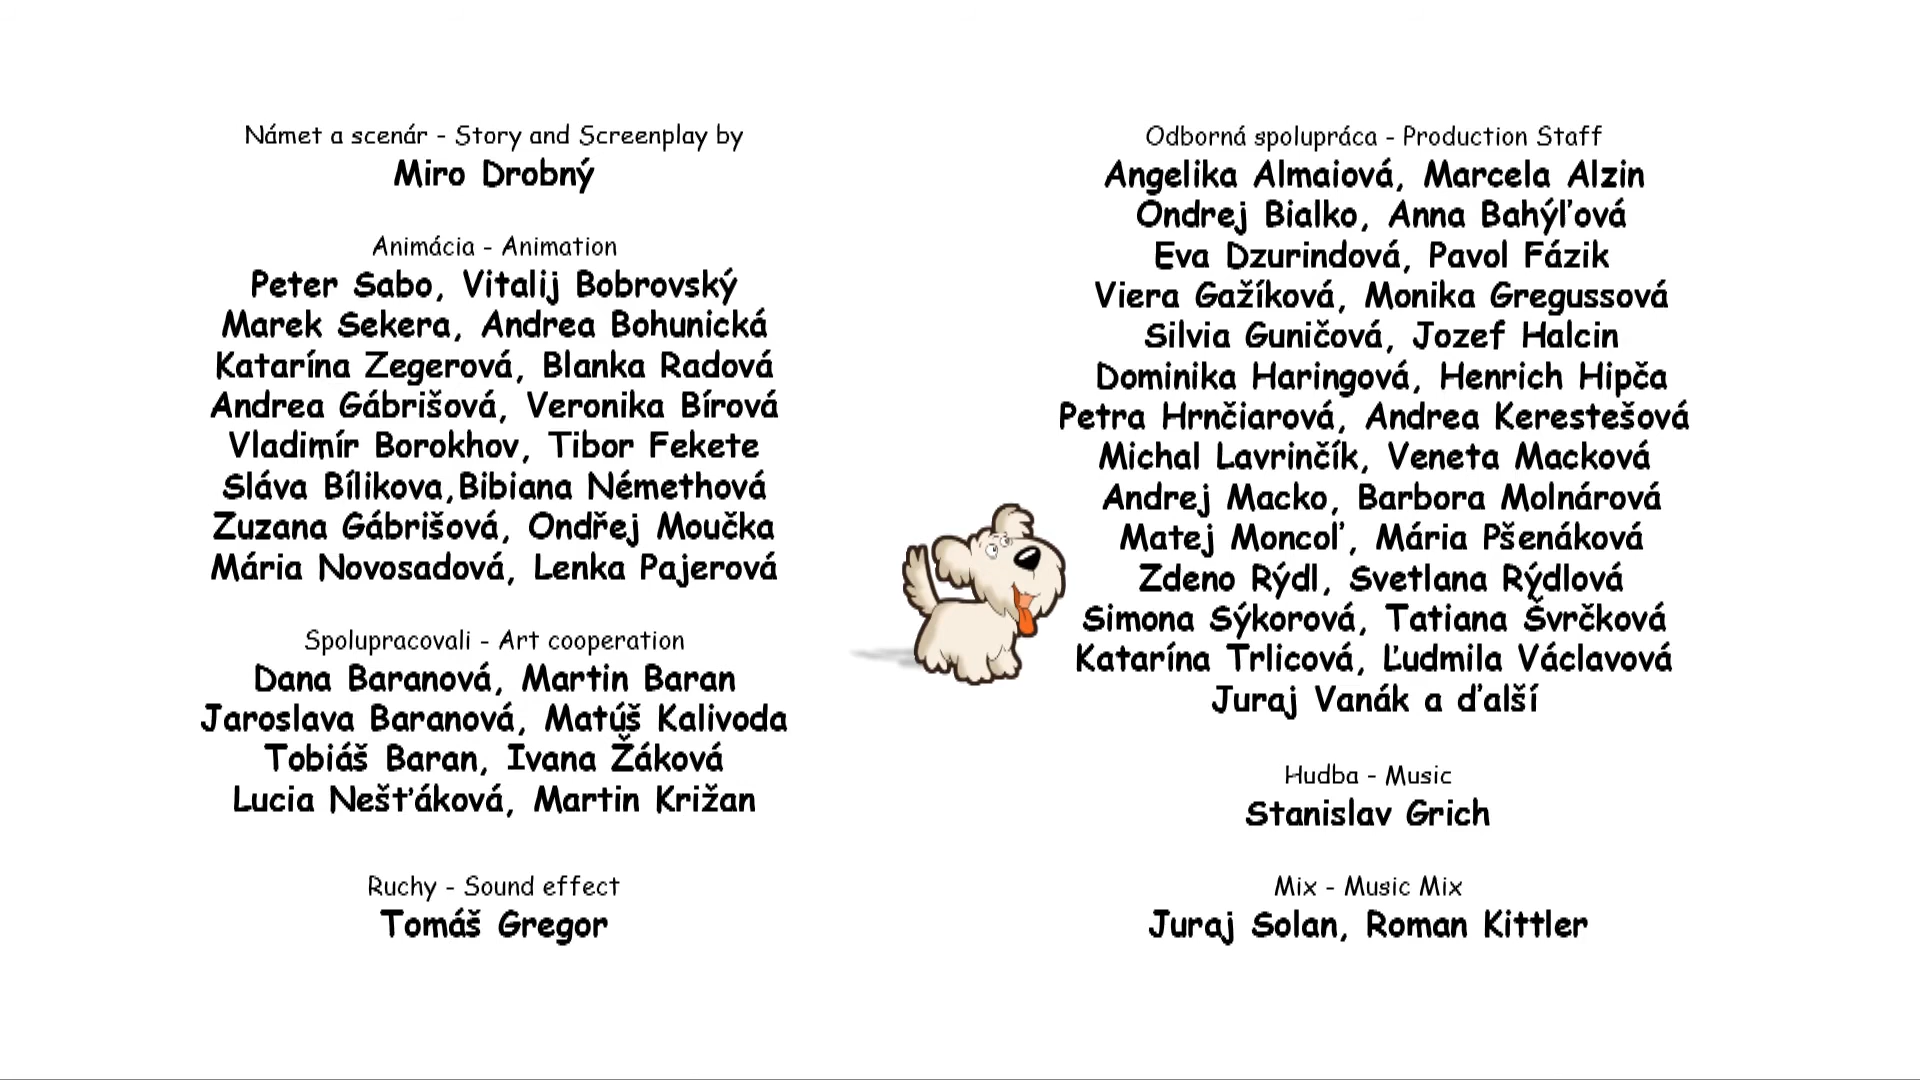 Námet a scenár - Story and Screenplay by
Miro Drobný
Animácia - Animation
Peter Sabo, Vitalij Bobrovský
Marek Sekera, Andrea Bohunická
Katarína Zegerová, Blanka Radová
Andrea Gábrišová, Veronika Bírová
Vladimír Borokhov, Tibor Fekete
Sláva Bílikova,Bibiana Némethová
Zuzana Gábrišová, Ondřej Moučka
Mária Novosadová, Lenka Pajerová
Spolupracovali - Art cooperation
Dana Baranová, Martin Baran
Jaroslava Baranová, Matúš Kalivoda
Tobiáš Baran, Ivana Žáková
Lucia Nešťáková, Martin Križan
Ruchy - Sound effect
Tomáš Gregor
Odborná spolupráca - Production Staff
Angelika Almaiová, Marcela Alzin
Ondrej Bialko, Anna Bahýľová
Eva Dzurindová, Pavol Fázik
Viera Gažíková, Monika Gregussová
Silvia Guničová, Jozef Halcin
Dominika Haringová, Henrich Hipča
Petra Hrnčiarová, Andrea Kerestešová
Michal Lavrinčík, Veneta Macková
Andrej Macko, Barbora Molnárová
Matej Moncoľ, Mária Pšenáková
Zdeno Rýdl, Svetlana Rýdlová
Simona Sýkorová, Tatiana Švrčková
Katarína Trlicová, Ľudmila Václavová
Juraj Vanák a ďalší
Hudba - Music
Stanislav Grich
Mix - Music Mix
Juraj Solan, Roman Kittler